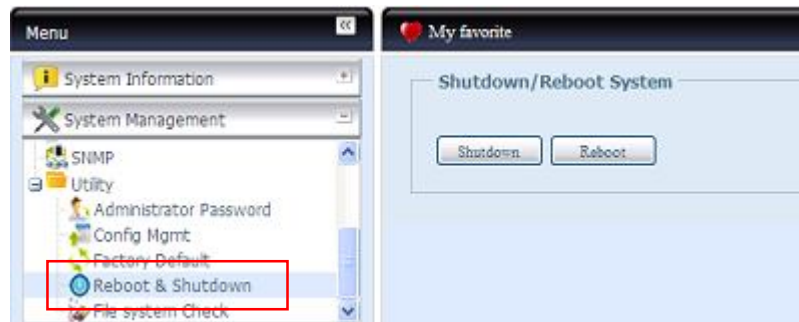 Menu
My favorite
System Information
System Management
SNMP
Utility
Administrator Password
Config Mgmt
Factory Default
Reboot & Shutdown
File system Check
Shutdown/Reboot System
Shutdown Reboot